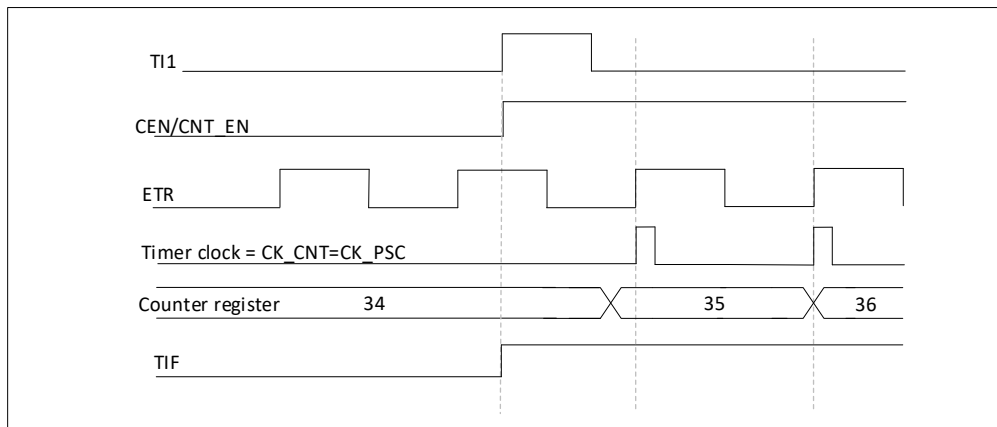 TI1
CEN/CNT_EN
ETR
Timer clock = CK_CNT=CK_PSC
Counter register 34 35 36
TIF